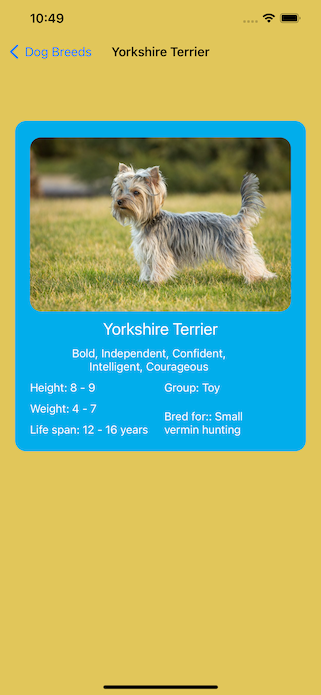 10:49
Dog Breeds
Yorkshire Terrier
Yorkshire Terrier
Bold, Independent, Confident,
Intelligent, Courageous
Height: 8 - 9
Group: Toy
Weight: 4 - 7
Bred for:: Small
vermin hunting
Life span: 12 - 16 years